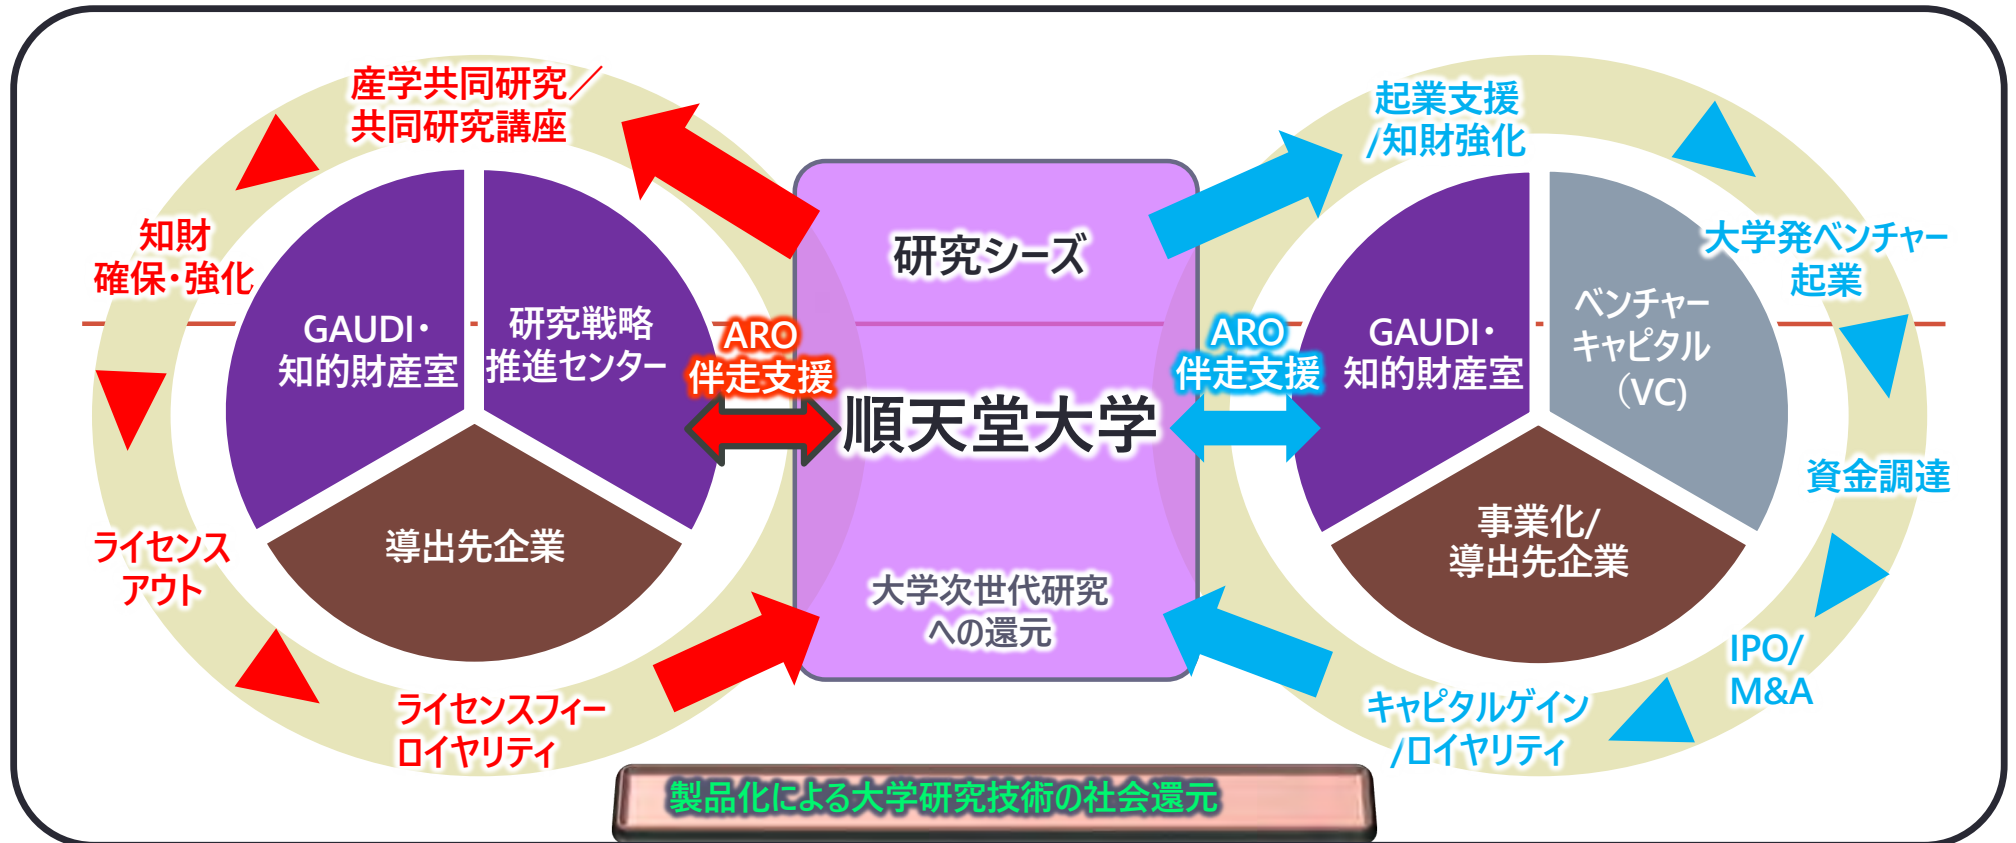 産学共同研究／
共同研究講座
知財
確保・強化
GAUDI・
知的財産室
研究戦略
推進センター
導出先企業
ライセンス
アウト
ライセンスフィー
ロイヤリティ
ARO
伴走支援
研究シーズ
順天堂大学
大学次世代研究
への還元
ARO
伴走支援
起業支援
/知財強化
大学発ベンチャー
起業
GAUDI・
知的財産室
ベンチャー
キャピタル
（VC)
事業化/
導出先企業
資金調達
IPO/
M&A
キャピタルゲイン
/ロイヤリティ
製品化による大学研究技術の社会還元